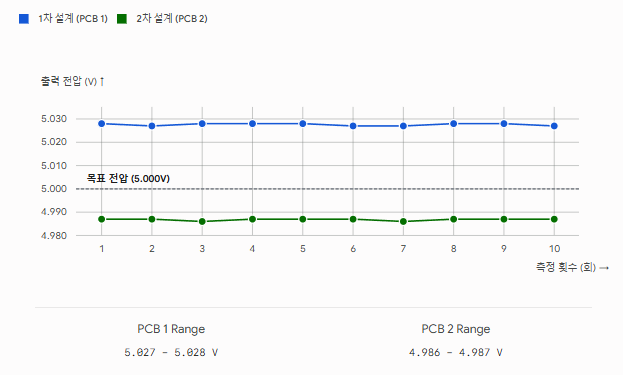 1차 설계 (PCB 1) 2차 설계 (PCB 2)
출력 전압 (V) ↑
5.030
5.020
5.010
목표 전압 (5.000V)
5.000
4.990
4.980
1 2 3 4 5 6 7 8 9 10
측정 횟수 (회) →
PCB 1 Range PCB 2 Range
5.027 - 5.028 V 4.986 - 4.987 V